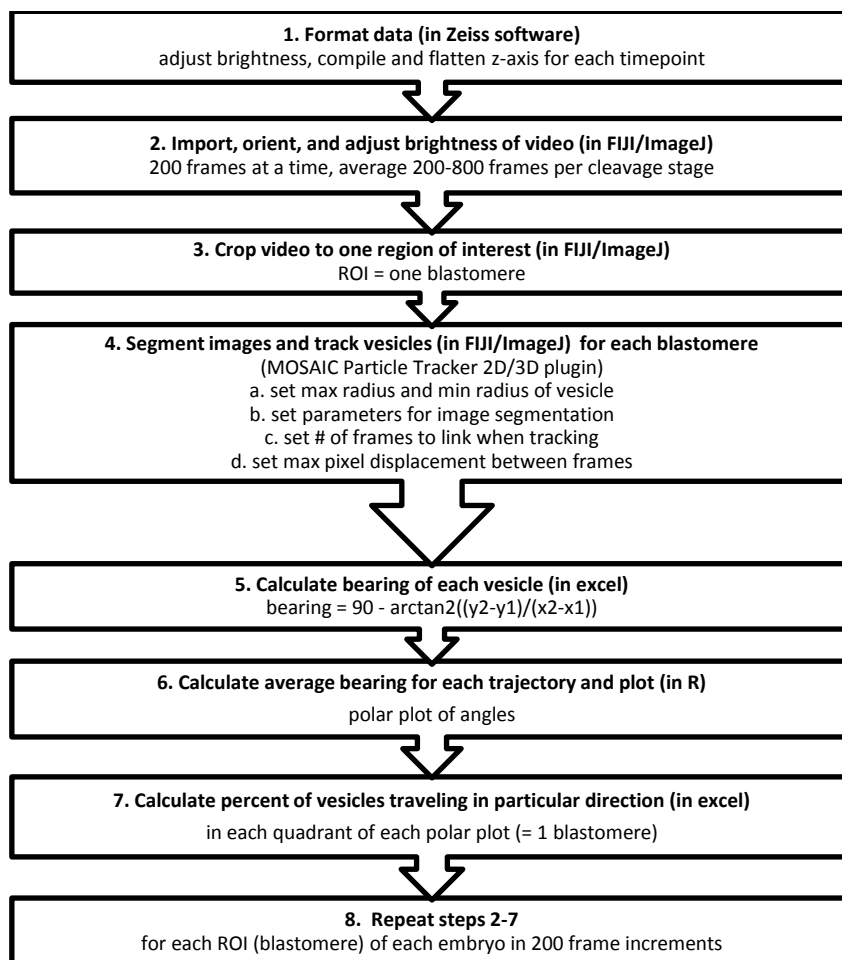 1. Format data (in Zeiss software)
adjust brightness, compile and flatten z-axis for each timepoint
2. Import, orient, and adjust brightness of video (in FIJI/ImageJ)
200 frames at a time, average 200-800 frames per cleavage stage
3. Crop video to one region of interest (in FIJI/ImageJ)
ROI = one blastomere
4. Segment images and track vesicles (in FIJI/ImageJ) for each blastomere
(MOSAIC Particle Tracker 2D/3D plugin)
a. set max radius and min radius of vesicle
b. set parameters for image segmentation
c. set # of frames to link when tracking
d. set max pixel displacement between frames
5. Calculate bearing of each vesicle (in excel)
bearing = 90 - arctan2((y2-y1)/(x2-x1))
6. Calculate average bearing for each trajectory and plot (in R)
polar plot of angles
7. Calculate percent of vesicles traveling in particular direction (in excel)
in each quadrant of each polar plot (= 1 blastomere)
8. Repeat steps 2-7
for each ROI (blastomere) of each embryo in 200 frame increments